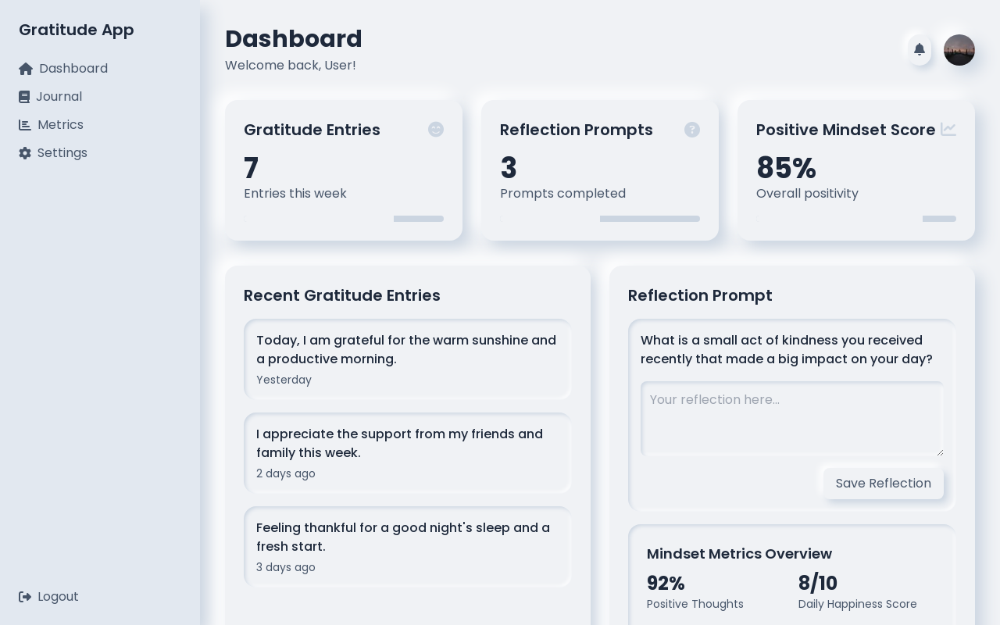 Gratitude App
Dashboard
Journal
Metrics
Settings
Logout
Dashboard
Welcome back, User!
Gratitude Entries
7
Entries this week
Reflection Prompts
?
3
Prompts completed
Positive Mindset Score
85%
Overall positivity
Recent Gratitude Entries
Today, I am grateful for the warm sunshine and
a productive morning.
Yesterday
I appreciate the support from my friends and
family this week.
2 days ago
Feeling thankful for a good night's sleep and a
fresh start.
3 days ago
Reflection Prompt
What is a small act of kindness you received
recently that made a big impact on your day?
Your reflection here...
Save Reflection
Mindset Metrics Overview
92%
Positive Thoughts
8/10
Daily Happiness Score